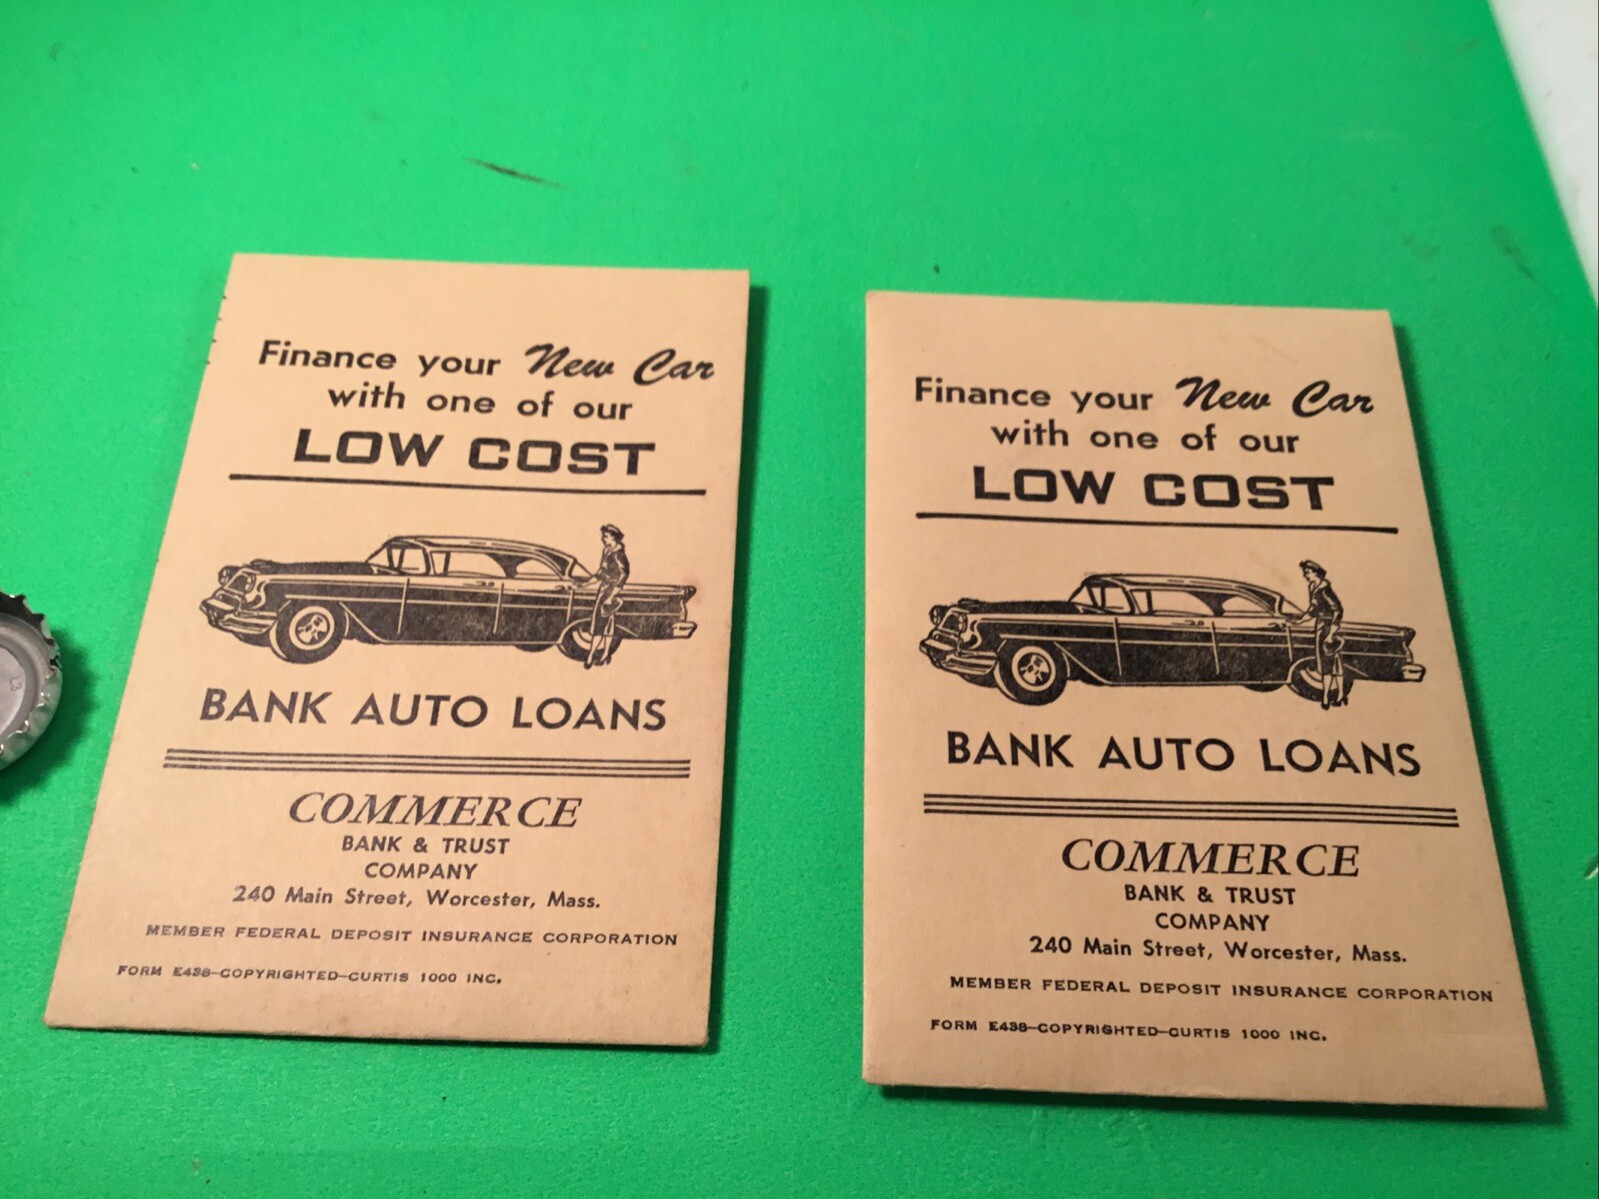 Finance your New Car
with one of our
LOW COST
BANK AUTO LOANS
COMMERCE
BANK & TRUST
COMPANY
240 Main Street, Worcester, Mass.
MEMBER FEDERAL DEPOSIT INSURANCE CORPORATION
FORM E438—COPYRIGHTED—CURTIS 1000 INC.
Finance your New Car
with one of our
LOW COST
BANK AUTO LOANS
COMMERCE
BANK & TRUST
COMPANY
240 Main Street, Worcester, Mass.
MEMBER FEDERAL DEPOSIT INSURANCE CORPORATION
FORM E438—COPYRIGHTED—CURTIS 1000 INC.